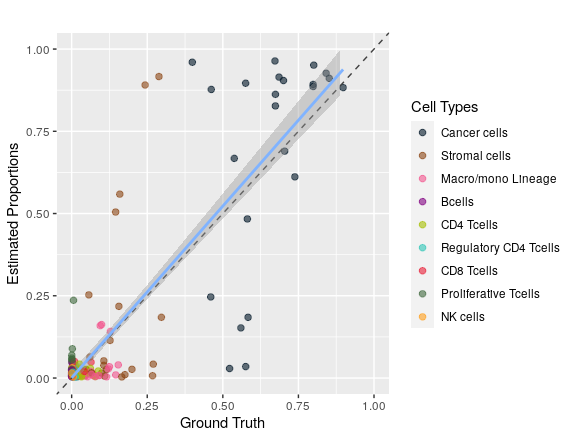 1.00
0.75
0.50
0.25
0.00
Estimated Proportions
0.00 0.25 0.50 0.75 1.00
Ground Truth
Cell Types
Cancer cells
Stromal cells
Macro/mono Lineage
Bcells
CD4 Tcells
Regulatory CD4 Tcells
CD8 Tcells
Proliferative Tcells
NK cells